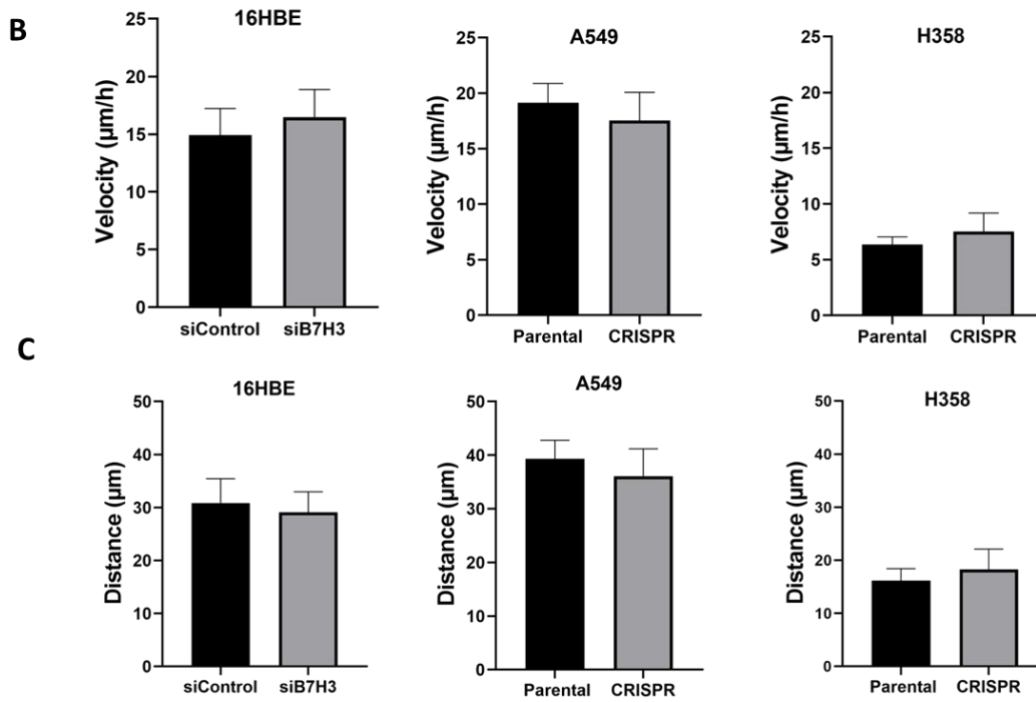 B
16HBE
Velocity (µm/h)
25
20
15
10
5
0
siControl siB7H3
A549
Velocity (µm/h)
25
20
15
10
5
0
Parental CRISPR
H358
Velocity (µm/h)
25
20
15
10
5
0
Parental CRISPR
C
16HBE
Distance (µm)
50
40
30
20
10
0
siControl siB7H3
A549
Distance (µm)
50
40
30
20
10
0
Parental CRISPR
H358
Distance (µm)
50
40
30
20
10
0
Parental CRISPR